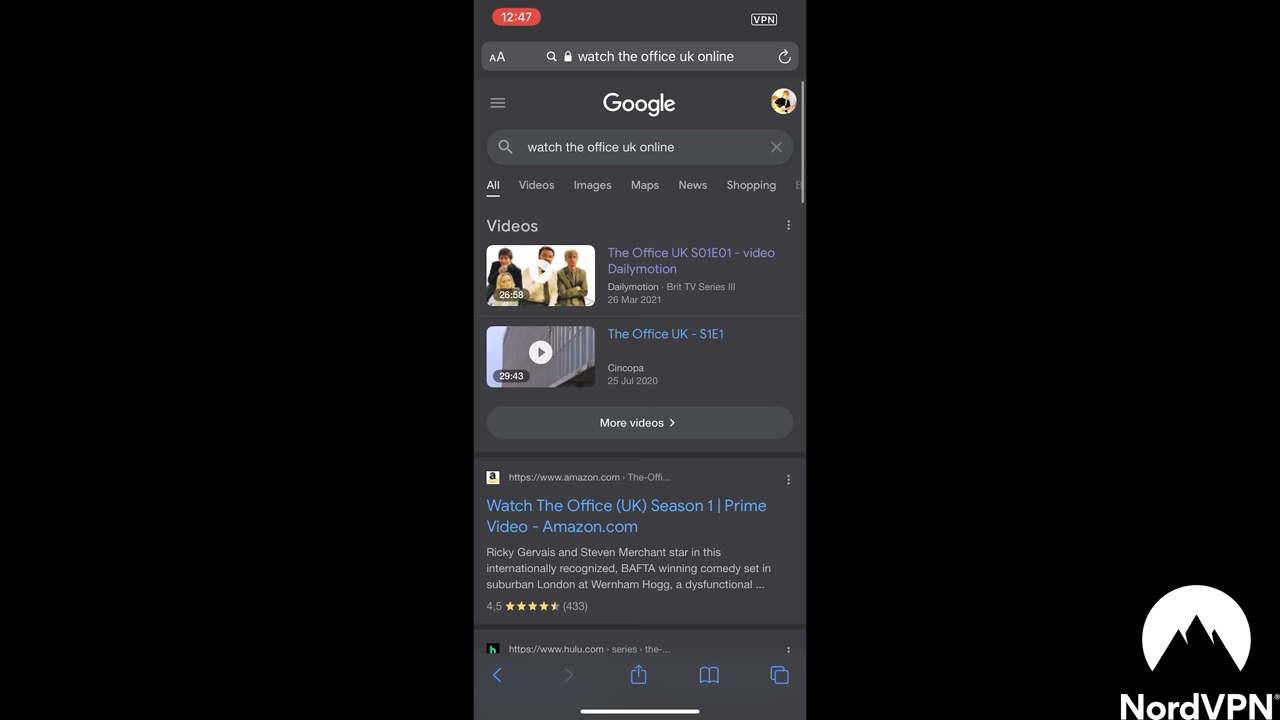 12:47
VPN
AA
watch the office uk online
Google
watch the office uk online
All Videos Images Maps News Shopping
Videos
The Office UK S01E01 - video
Dailymotion
Dailymotion · Brit TV Series III
26 Mar 2021
26:58
The Office UK - S1E1
Cincopa
25 Jul 2020
29:43
More videos
a
https://www.amazon.com › The-Offi...
Watch The Office (UK) Season 1 | Prime
Video - Amazon.com
Ricky Gervais and Steven Merchant star in this
internationally recognized, BAFTA winning comedy set in
suburban London at Wernham Hogg, a dysfunctional ...
4,5 (433)
h
https://www.hulu.com › series › the-...
NordVPN®